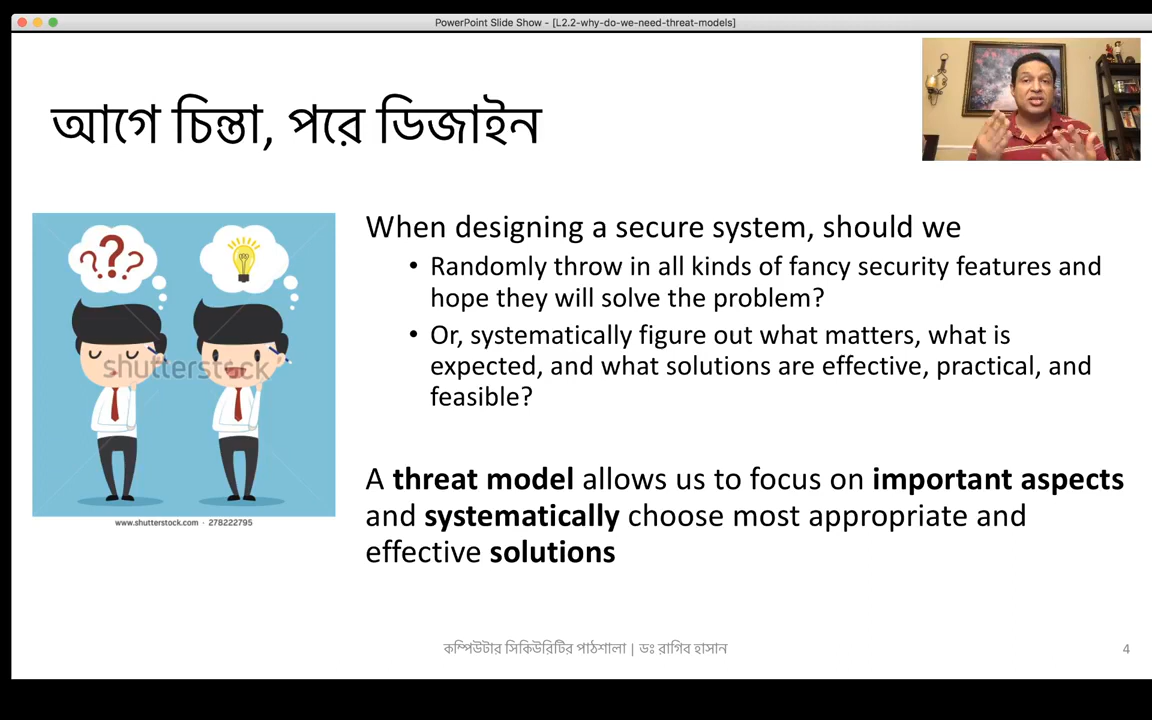 PowerPoint Slide Show - [L2.2-why-do-we-need-threat-models]
আগে চিন্তা, পরে ডিজাইন
When designing a secure system, should we
• Randomly throw in all kinds of fancy security features and
hope they will solve the problem?
• Or, systematically figure out what matters, what is
expected, and what solutions are effective, practical, and
feasible?
A threat model allows us to focus on important aspects
and systematically choose most appropriate and
effective solutions
???
shutterstock
www.shutterstock.com · 278222795
কম্পিউটার সিকিউরিটির পাঠশালা | ডঃ রাগিব হাসান
4